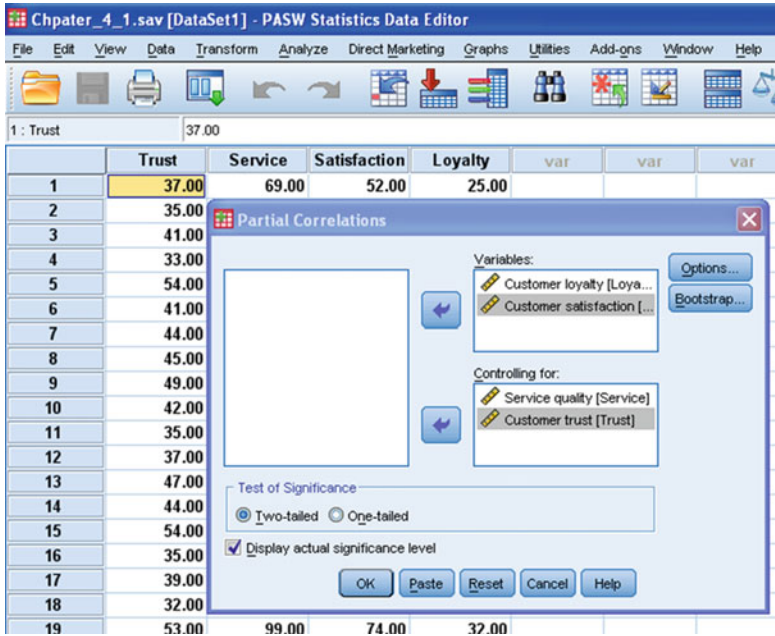 Chpater_4_1.sav [DataSet1] - PASW Statistics Data Editor
File Edit View Data Transform Analyze Direct Marketing Graphs Utilities Add-ons Window Help
1 : Trust 37.00
Trust Service Satisfaction Loyalty var var var
1 37.00 69.00 52.00 25.00
2 35.00
3 41.00
4 33.00
5 54.00
6 41.00
7 44.00
8 45.00
9 49.00
10 42.00
11 35.00
12 37.00
13 47.00
14 44.00
15 54.00
16 35.00
17 39.00
18 32.00
19 53.00 99.00 74.00 32.00
Partial Correlations
Variables:
Customer loyalty [Loya...
Customer satisfaction [...
Options...
Bootstrap...
Controlling for:
Service quality [Service]
Customer trust [Trust]
Test of Significance
Two-tailed One-tailed
Display actual significance level
OK Paste Reset Cancel Help